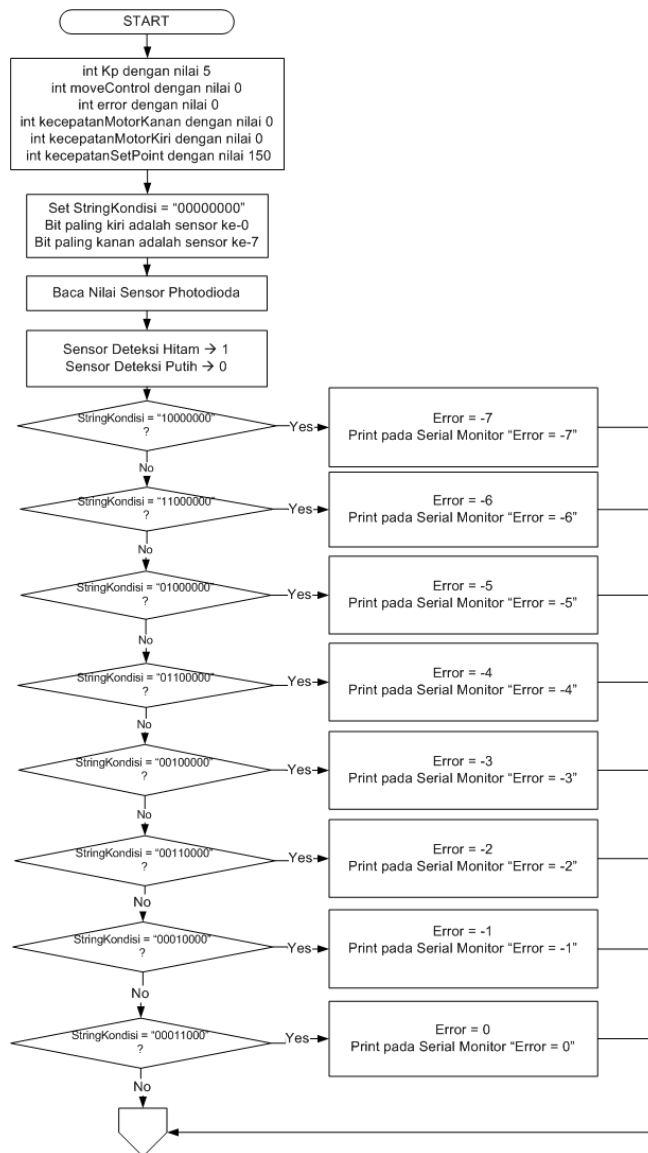 START
int Kp dengan nilai 5
int moveControl dengan nilai 0
int error dengan nilai 0
int kecepatanMotorKanan dengan nilai 0
int kecepatanMotorKiri dengan nilai 0
int kecepatanSetPoint dengan nilai 150
Set StringKondisi = “00000000”
Bit paling kiri adalah sensor ke-0
Bit paling kanan adalah sensor ke-7
Baca Nilai Sensor Photodioda
Sensor Deteksi Hitam → 1
Sensor Deteksi Putih → 0
StringKondisi = “10000000”
?
Yes
Error = -7
Print pada Serial Monitor “Error = -7”
No
StringKondisi = “11000000”
?
Yes
Error = -6
Print pada Serial Monitor “Error = -6”
No
StringKondisi = “01000000”
?
Yes
Error = -5
Print pada Serial Monitor “Error = -5”
No
StringKondisi = “01100000”
?
Yes
Error = -4
Print pada Serial Monitor “Error = -4”
No
StringKondisi = “00100000”
?
Yes
Error = -3
Print pada Serial Monitor “Error = -3”
No
StringKondisi = “00110000”
?
Yes
Error = -2
Print pada Serial Monitor “Error = -2”
No
StringKondisi = “00010000”
?
Yes
Error = -1
Print pada Serial Monitor “Error = -1”
No
StringKondisi = “00011000”
?
Yes
Error = 0
Print pada Serial Monitor “Error = 0”
No